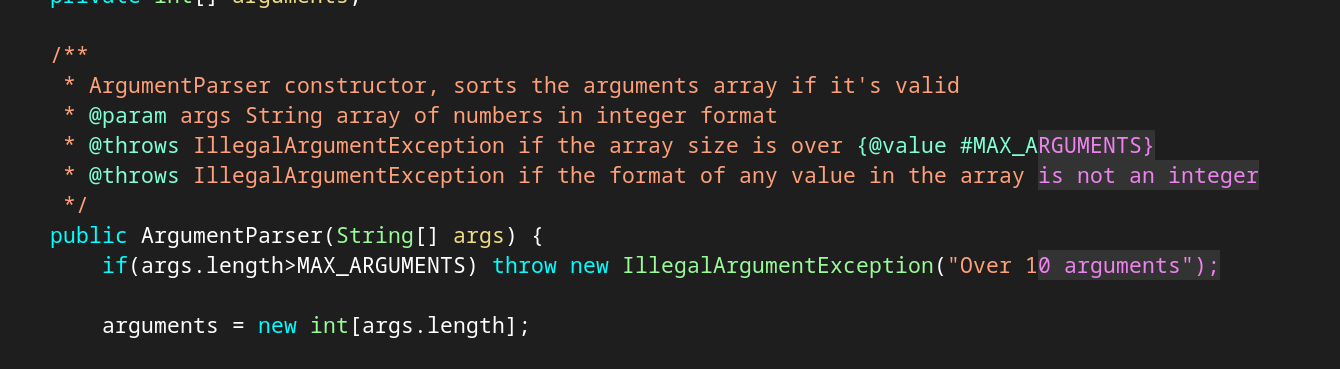 private int[] arguments;
/**
* ArgumentParser constructor, sorts the arguments array if it's valid
* @param args String array of numbers in integer format
* @throws IllegalArgumentException if the array size is over {@value #MAX_ARGUMENTS}
* @throws IllegalArgumentException if the format of any value in the array is not an integer
*/
public ArgumentParser(String[] args) {
if(args.length>MAX_ARGUMENTS) throw new IllegalArgumentException("Over 10 arguments");
arguments = new int[args.length];